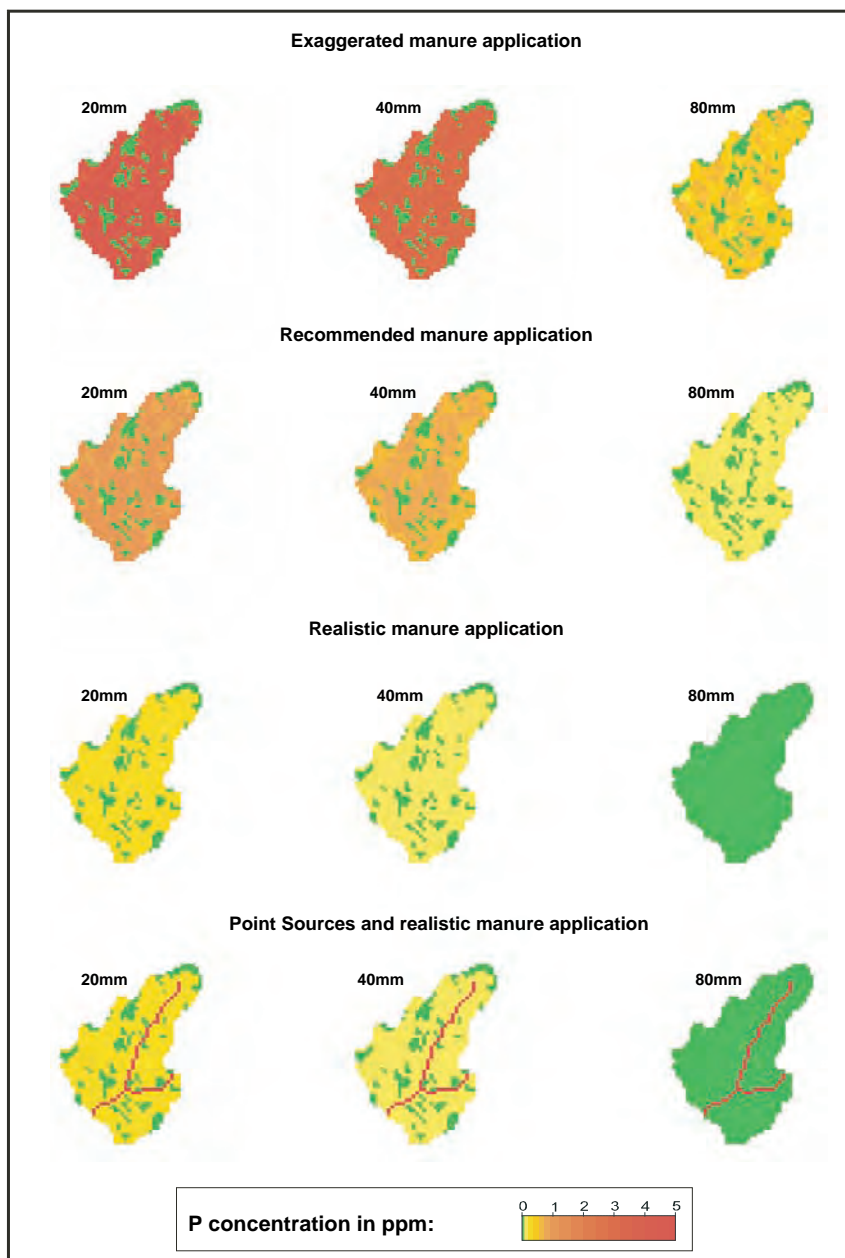 Exaggerated manure application
20mm 40mm 80mm
Recommended manure application
20mm 40mm 80mm
Realistic manure application
20mm 40mm 80mm
Point Sources and realistic manure application
20mm 40mm 80mm
P concentration in ppm:
0 1 2 3 4 5